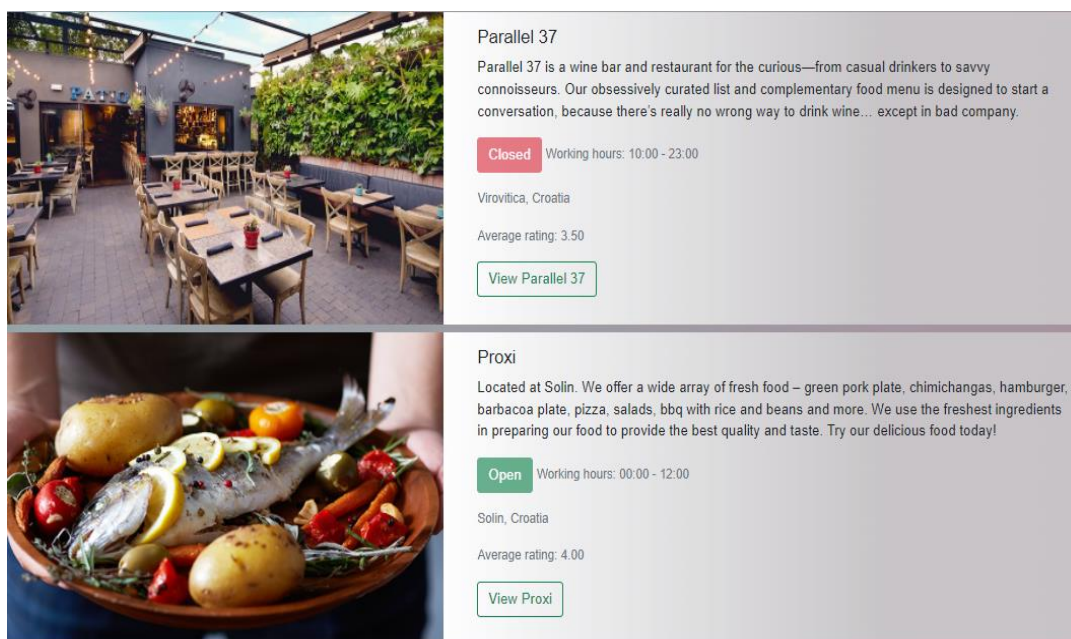 PATIO
Parallel 37
Parallel 37 is a wine bar and restaurant for the curious—from casual drinkers to savvy
connoisseurs. Our obsessively curated list and complementary food menu is designed to start a
conversation, because there's really no wrong way to drink wine… except in bad company.
Closed Working hours: 10:00 - 23:00
Virovitica, Croatia
Average rating: 3.50
View Parallel 37
Proxi
Located at Solin. We offer a wide array of fresh food – green pork plate, chimichangas, hamburger,
barbacoa plate, pizza, salads, bbq with rice and beans and more. We use the freshest ingredients
in preparing our food to provide the best quality and taste. Try our delicious food today!
Open Working hours: 00:00 - 12:00
Solin, Croatia
Average rating: 4.00
View Proxi